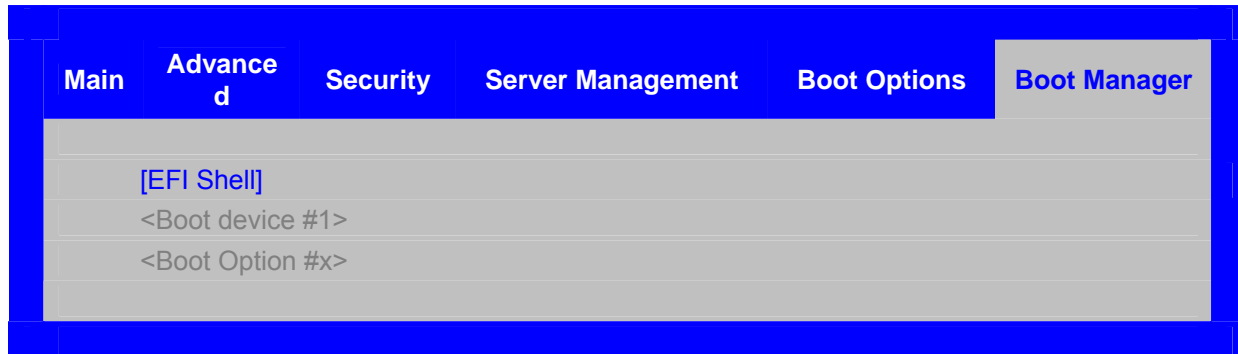 Main Advance
d Security Server Management Boot Options Boot Manager
[EFI Shell]
<Boot device #1>
<Boot Option #x>